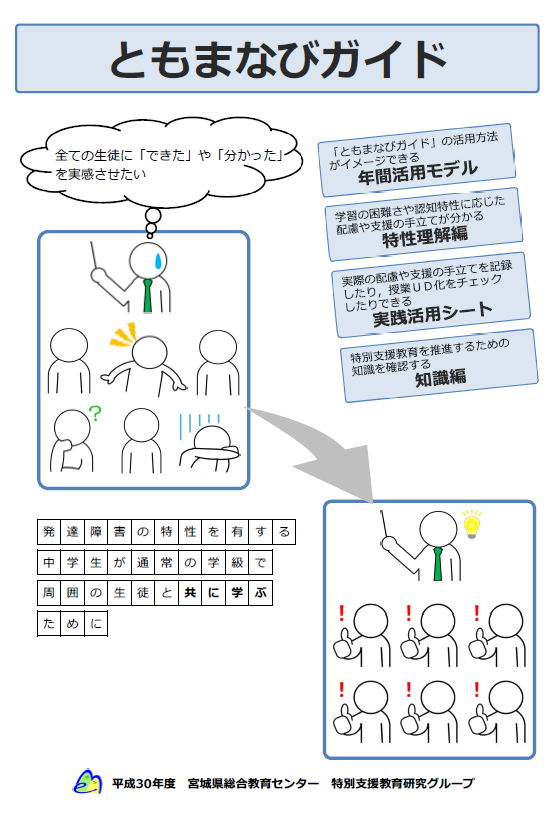 ともまなびガイド
全ての生徒に「できた」や「分かった」
を実感させたい
「ともまなびガイド」の活用方法
がイメージできる
年間活用モデル
学習の困難さや認知特性に応じた
配慮や支援の手立てが分かる
特性理解編
実際の配慮や支援の手立てを記録
したり，授業ＵＤ化をチェック
したりできる
実践活用シート
特別支援教育を推進するための
知識を確認する
知識編
?
発達障害の特性を有する
中学生が通常の学級で
周囲の生徒と共に学ぶ
ために
! ! !
! ! !
平成30年度　宮城県総合教育センター　特別支援教育研究グループ